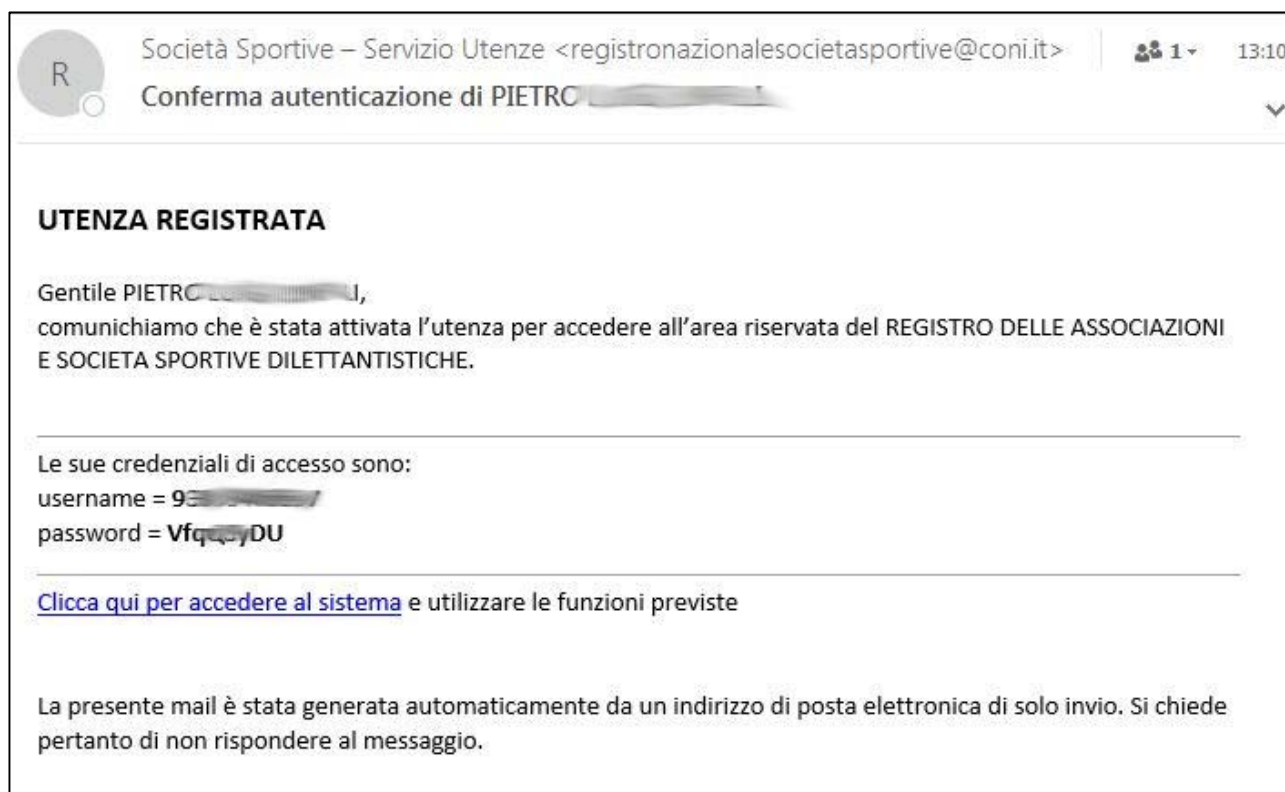 R
Società Sportive – Servizio Utenze <registronazionalesocietasportive@coni.it>
1
13:10
Conferma autenticazione di PIETRO
UTENZA REGISTRATA
Gentile PIETRO
comunichiamo che è stata attivata l'utenza per accedere all'area riservata del REGISTRO DELLE ASSOCIAZIONI
E SOCIETA SPORTIVE DILETTANTISTICHE.
Le sue credenziali di accesso sono:
username =
password =
Clicca qui per accedere al sistema e utilizzare le funzioni previste
La presente mail è stata generata automaticamente da un indirizzo di posta elettronica di solo invio. Si chiede
pertanto di non rispondere al messaggio.